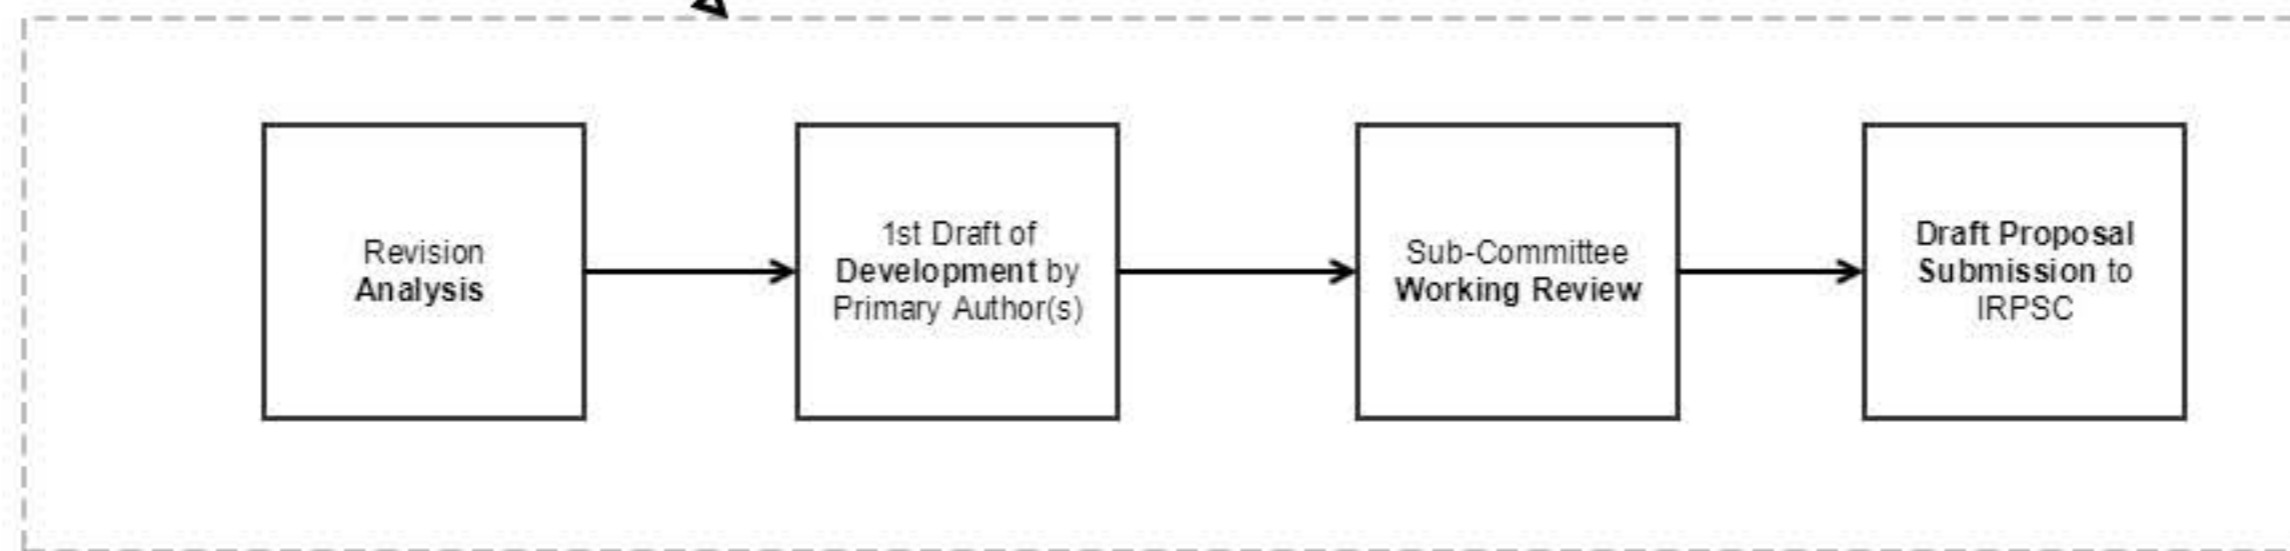 Revision
Analysis
1st Draft of
Development by
Primary Author(s)
Sub-Committee
Working Review
Draft Proposal
Submission to
IRPSC